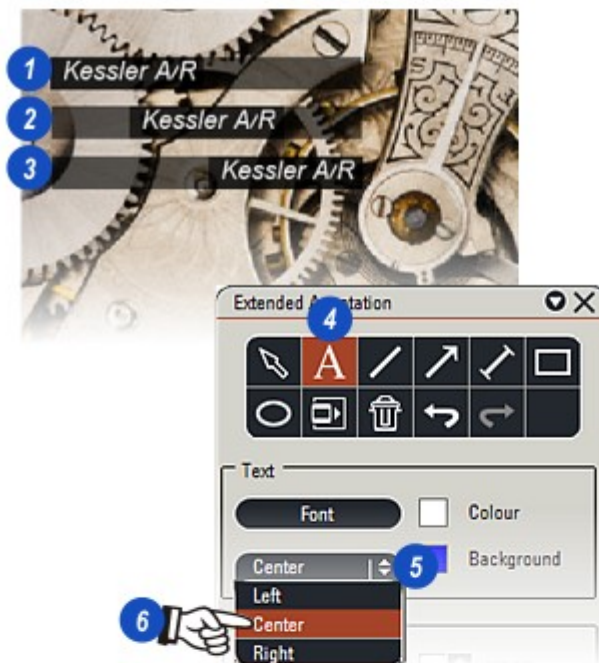 1 Kessler A/R
2 Kessler A/R
3 Kessler A/R
Extended
4
A
Text
Font
Colour
Center
5
Background
Left
6
Center
Right